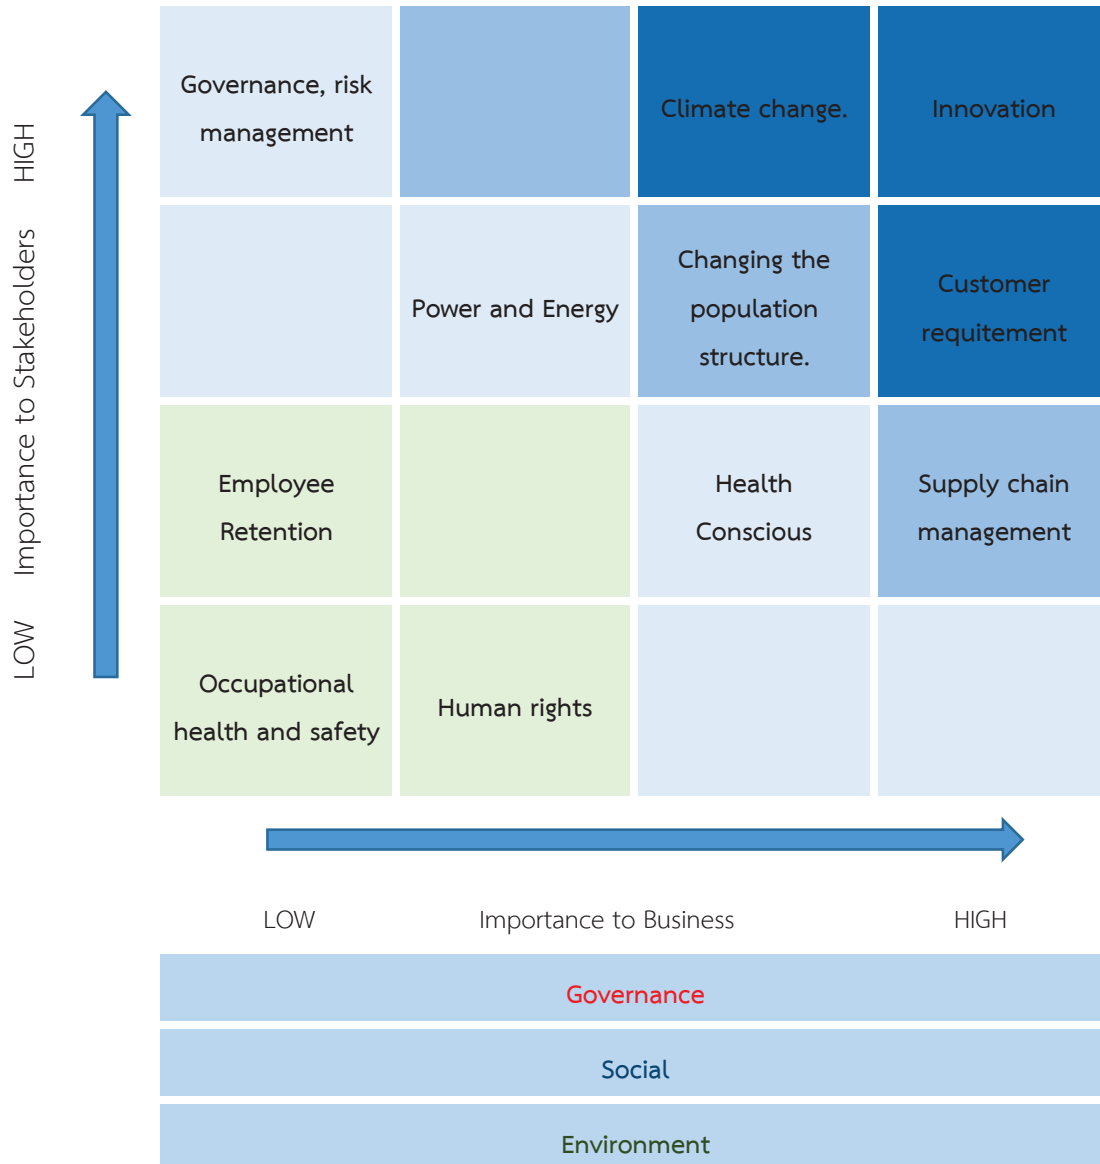 Governance, risk
management
Climate change.
Innovation
Power and Energy
Changing the
population
structure.
Customer
requitement
Employee
Retention
Health
Conscious
Supply chain
management
Occupational
health and safety
Human rights
LOW Importance to Stakeholders HIGH
LOW Importance to Business HIGH
Governance
Social
Environment